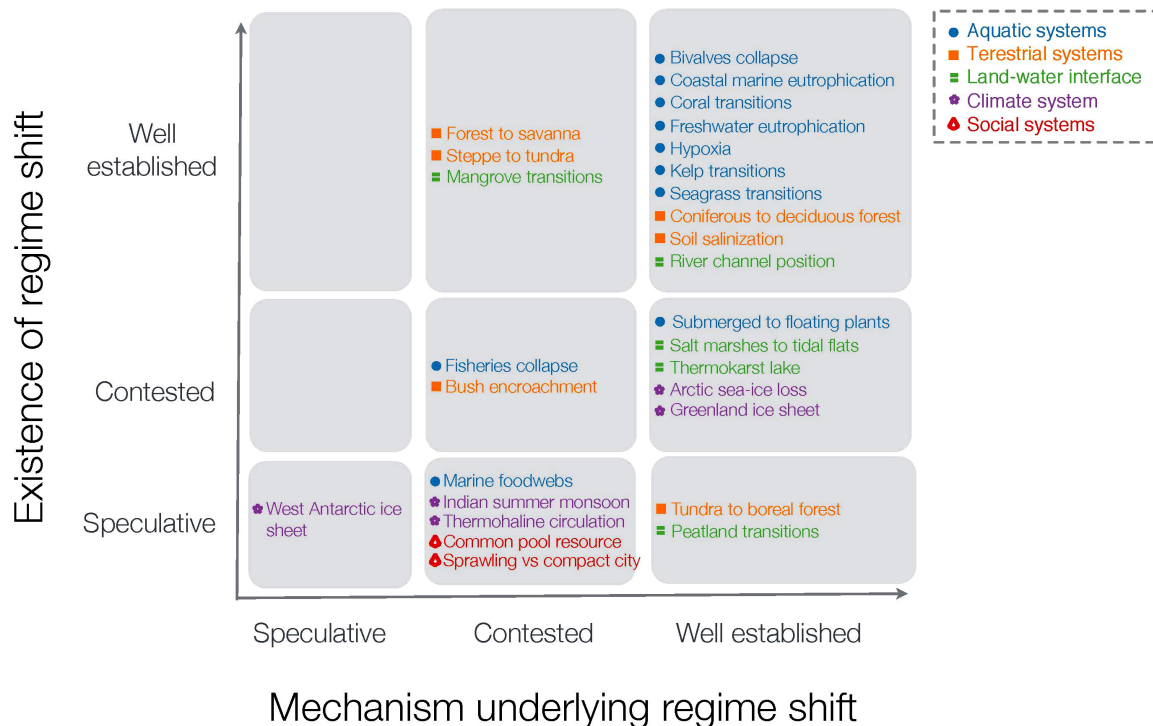 Existence of regime shift
Well
established
Contested
Speculative
Forest to savanna
Steppe to tundra
Mangrove transitions
Bivalves collapse
Coastal marine eutrophication
Coral transitions
Freshwater eutrophication
Hypoxia
Kelp transitions
Seagrass transitions
Coniferous to deciduous forest
Soil salinization
River channel position
Fisheries collapse
Bush encroachment
Submerged to floating plants
Salt marshes to tidal flats
Thermokarst lake
Arctic sea-ice loss
Greenland ice sheet
West Antarctic ice
sheet
Marine foodwebs
Indian summer monsoon
Thermohaline circulation
Common pool resource
Sprawling vs compact city
Tundra to boreal forest
Peatland transitions
Speculative
Contested
Well established
Mechanism underlying regime shift
Aquatic systems
Terestrial systems
Land-water interface
Climate system
Social systems